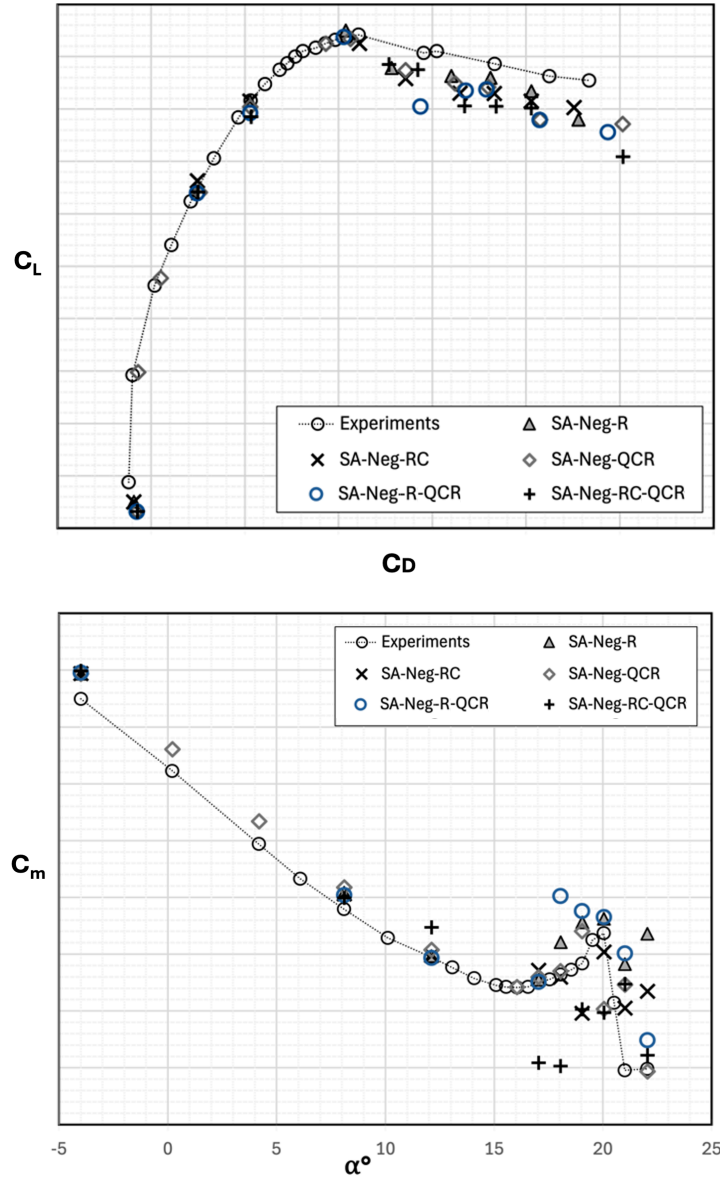 C_L
Experiments SA-Neg-R
SA-Neg-RC SA-Neg-QCR
SA-Neg-R-QCR SA-Neg-RC-QCR
C_D
Experiments SA-Neg-R
SA-Neg-RC SA-Neg-QCR
SA-Neg-R-QCR SA-Neg-RC-QCR
C_m
-5 0 5 10 15 20 25
α°